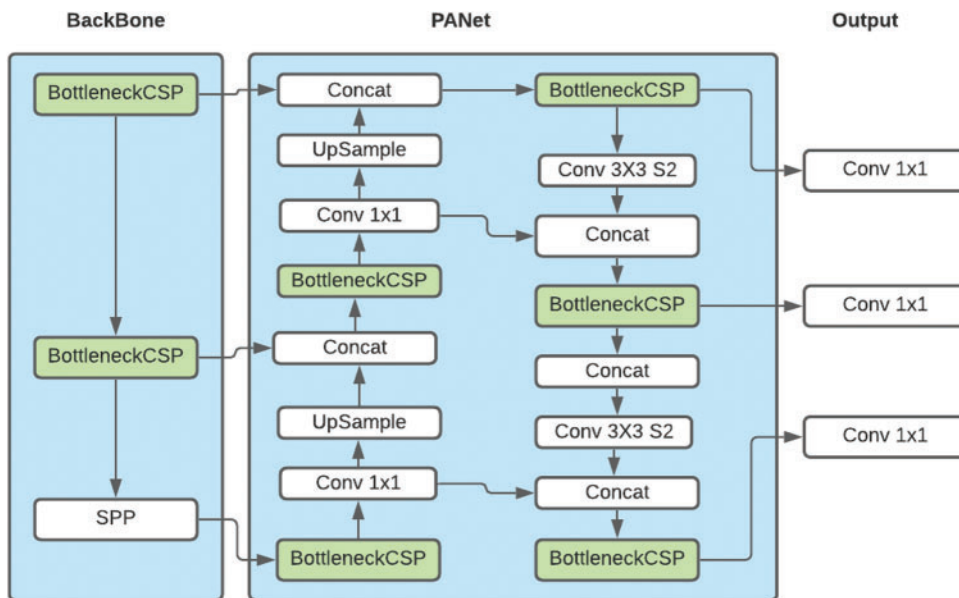 BackBone
PANet
Output
BottleneckCSP
BottleneckCSP
SPP
Concat
UpSample
Conv 1x1
BottleneckCSP
Concat
UpSample
Conv 1x1
BottleneckCSP
BottleneckCSP
Conv 3X3 S2
Concat
BottleneckCSP
Concat
Conv 3X3 S2
Concat
BottleneckCSP
Conv 1x1
Conv 1x1
Conv 1x1